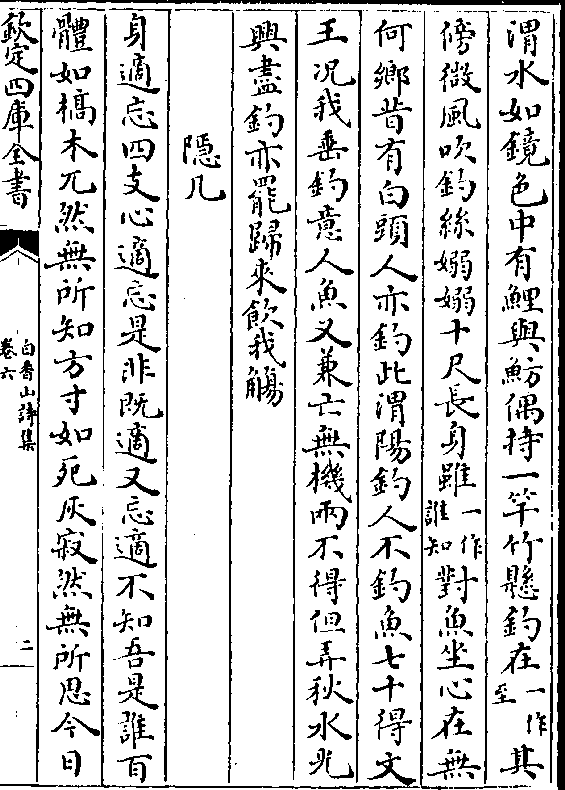 渭水如鏡色中有鯉與魴偶持一竿竹懸釣在一作至其
傍微風吹釣絲嫋嫋十尺長身雖一作誰知對魚坐心在無
何鄉昔有白頭人亦釣此渭陽釣人不釣魚七十得文
王况我垂釣意人魚又兼亡無機兩不得但弄秋水光
興盡釣亦罷歸來飲我觴
隠几
身適忘四支心適忘是非既適又忘適不知吾是誰百
體如槁木兀然無所知方寸如死灰寂然無所思今日
欽定四庫全書
白香山詩集
卷六
二